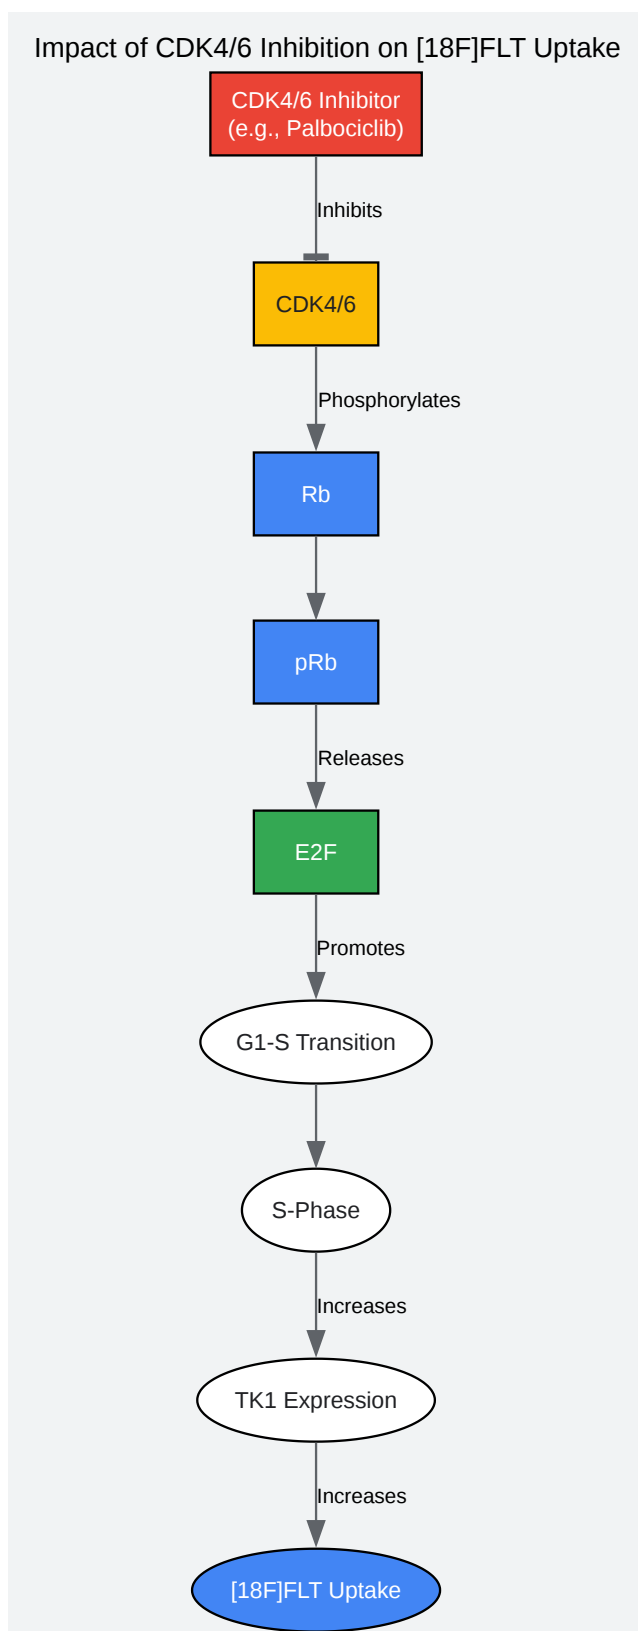 Impact of CDK4/6 Inhibition on [18F]FLT Uptake
CDK4/6 Inhibitor
(e.g., Palbociclib)
Inhibits
CDK4/6
Phosphorylates
Rb
pRb
Releases
E2F
Promotes
G1-S Transition
S-Phase
Increases
TK1 Expression
Increases
[18F]FLT Uptake